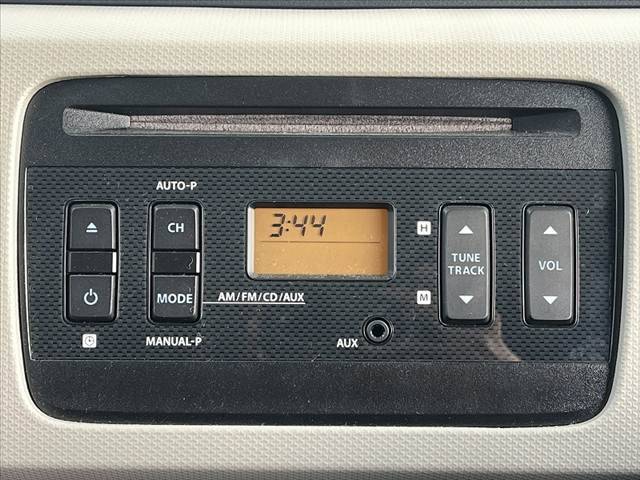 AUTO-P
CH
3:44
H
TUNE
TRACK
VOL
MODE
AM/FM/CD/AUX
M
MANUAL-P
AUX